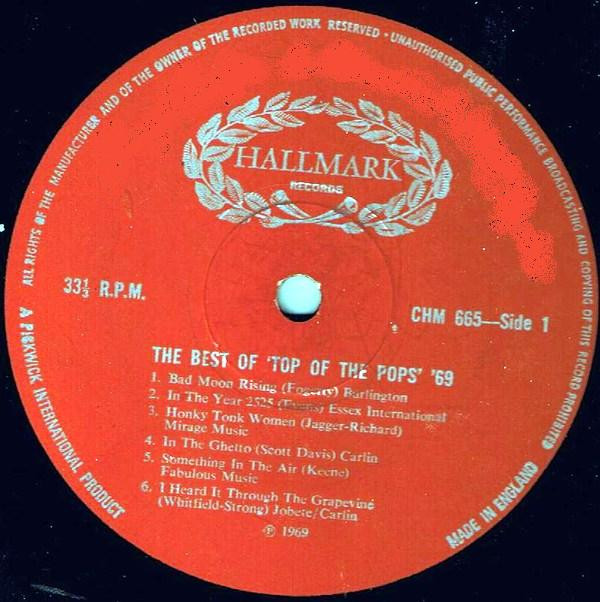 ALL RIGHTS OF THE MANUFACTURER AND OF THE OWNER OF THE RECORDED WORK RESERVED · UNAUTHORISED PUBLIC PERFORMANCE BROADCASTING AND COPYING OF THIS RECORD PROHIBITED
HALLMARK
RECORDS
33⅓ R.P.M.
CHM 665—Side 1
THE BEST OF 'TOP OF THE POPS' '69
1. Bad Moon Rising (Fogerty) Burlington
2. In The Year 2525 (Evans) Essex International
3. Honky Tonk Women (Jagger-Richard)
Mirage Music
4. In The Ghetto (Scott Davis) Carlin
5. Something In The Air (Keene)
Fabulous Music
6. I Heard It Through The Grapevine
(Whitfield-Strong) Jobete/Carlin
℗ 1969
A PICKWICK INTERNATIONAL PRODUCT
MADE IN ENGLAND